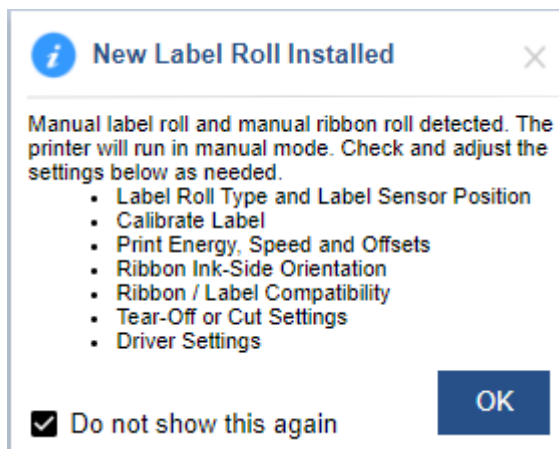 New Label Roll Installed
Manual label roll and manual ribbon roll detected. The
printer will run in manual mode. Check and adjust the
settings below as needed.
• Label Roll Type and Label Sensor Position
• Calibrate Label
• Print Energy, Speed and Offsets
• Ribbon Ink-Side Orientation
• Ribbon / Label Compatibility
• Tear-Off or Cut Settings
• Driver Settings
Do not show this again
OK